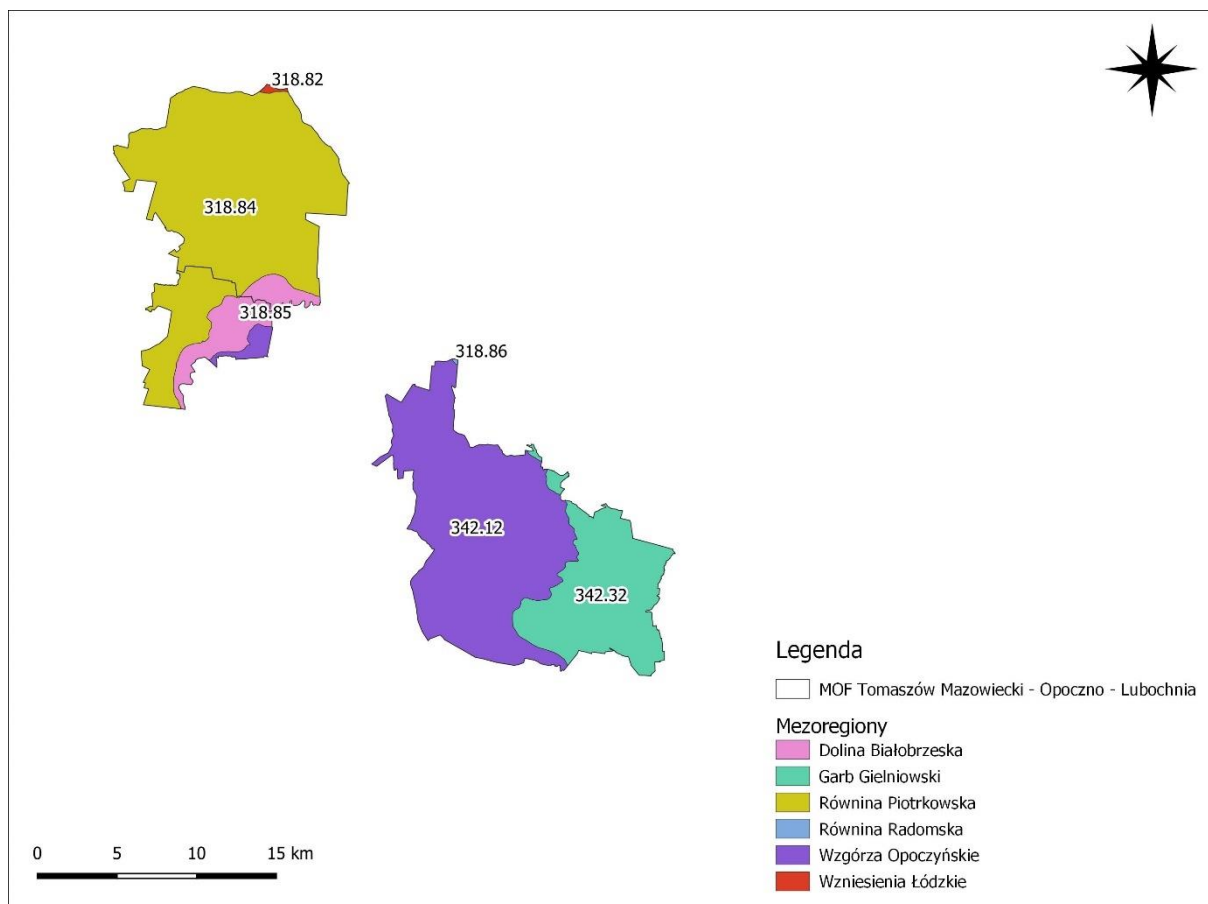 318.82
318.84
318.85
318.86
342.12
342.32
Legenda
MOF Tomaszów Mazowiecki - Opoczno - Lubochnia
Mezoregiony
Dolina Białobrzeska
Garb Gielniowski
Równina Piotrkowska
Równina Radomska
Wzgórza Opoczyńskie
Wzniesienia Łódzkie
0 5 10 15 km